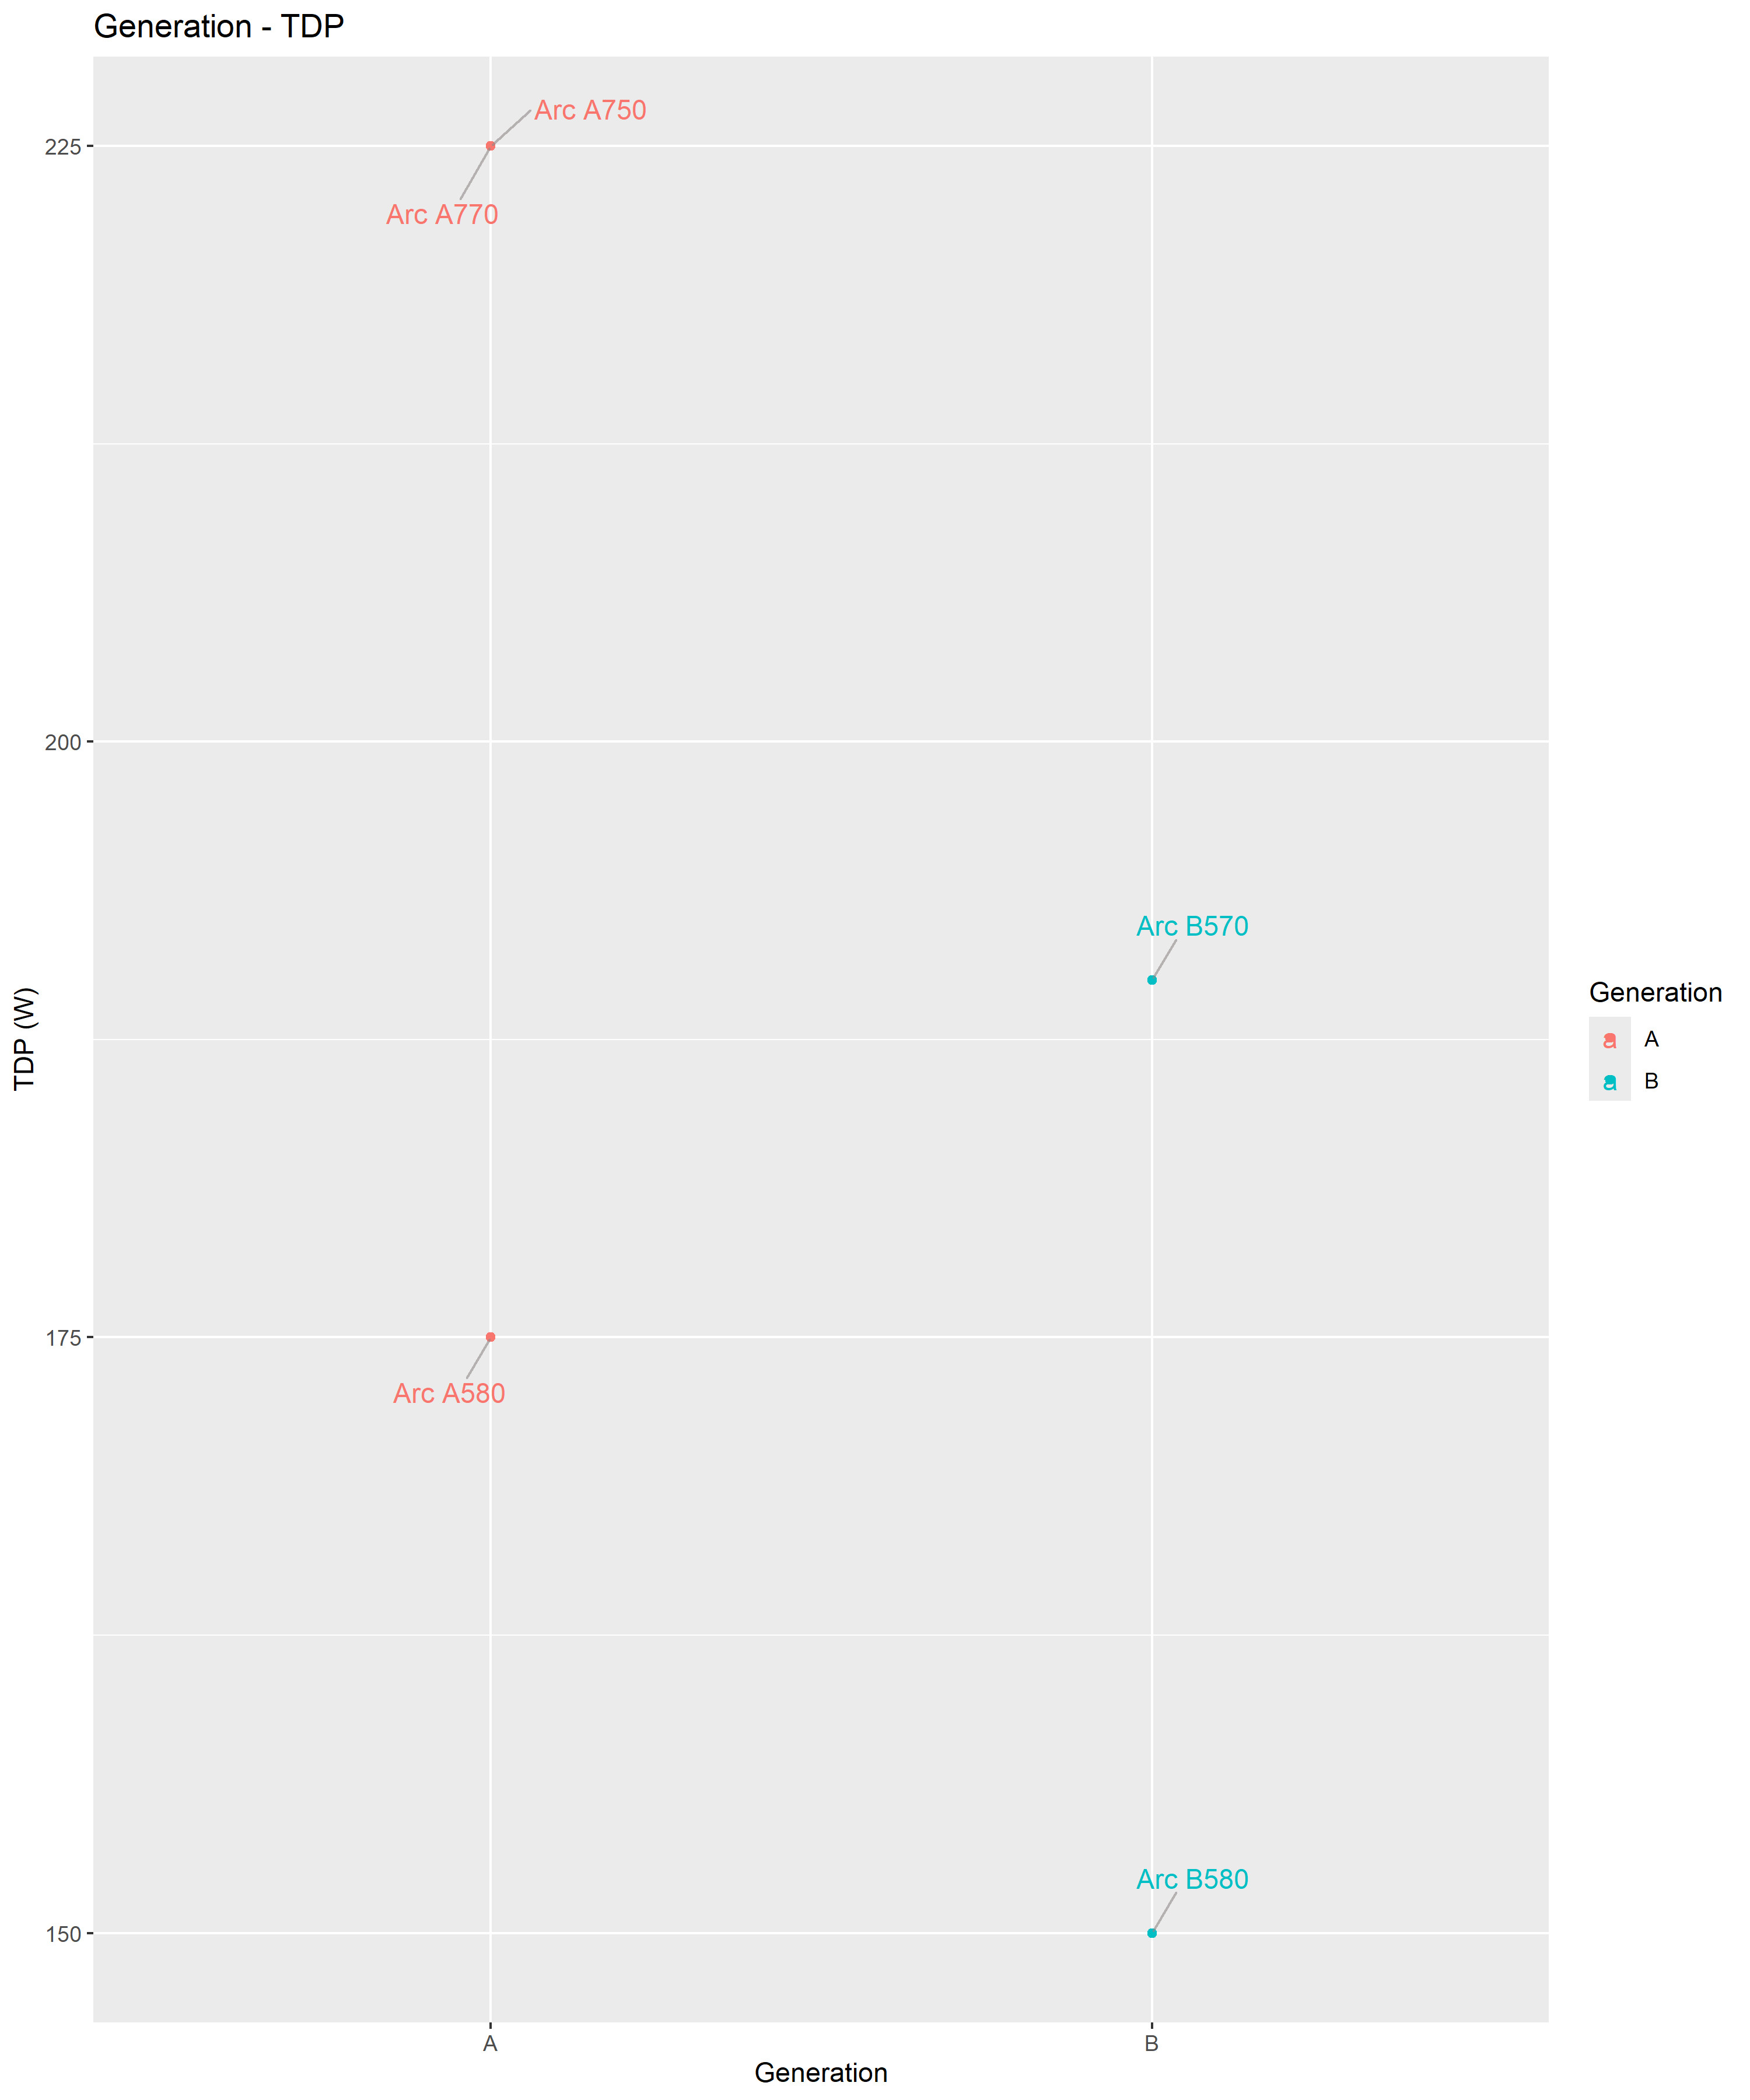 Generation - TDP
Arc A750
225
Arc A770
200
Arc B570
TDP (W)
Generation
a A
a B
175
Arc A580
Arc B580
150
A B
Generation